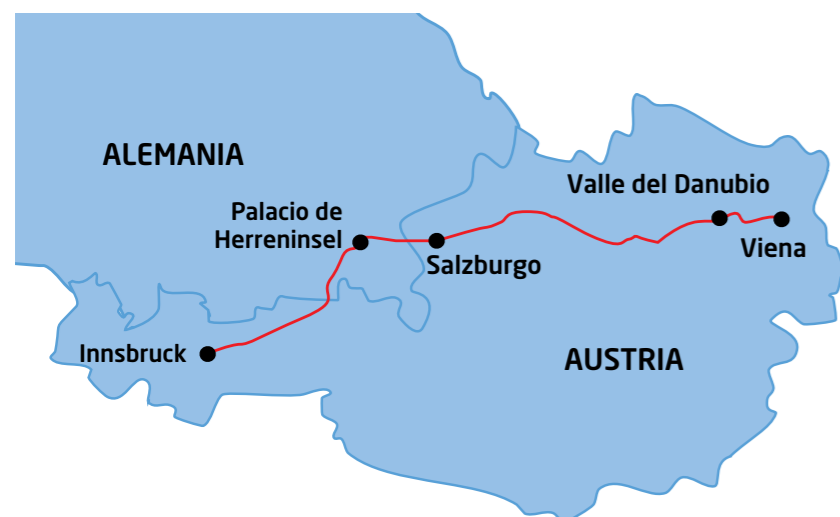 ALEMANIA
Valle del Danubio
Palacio de
Herreninsel
Viena
Salzburgo
Innsbruck
AUSTRIA